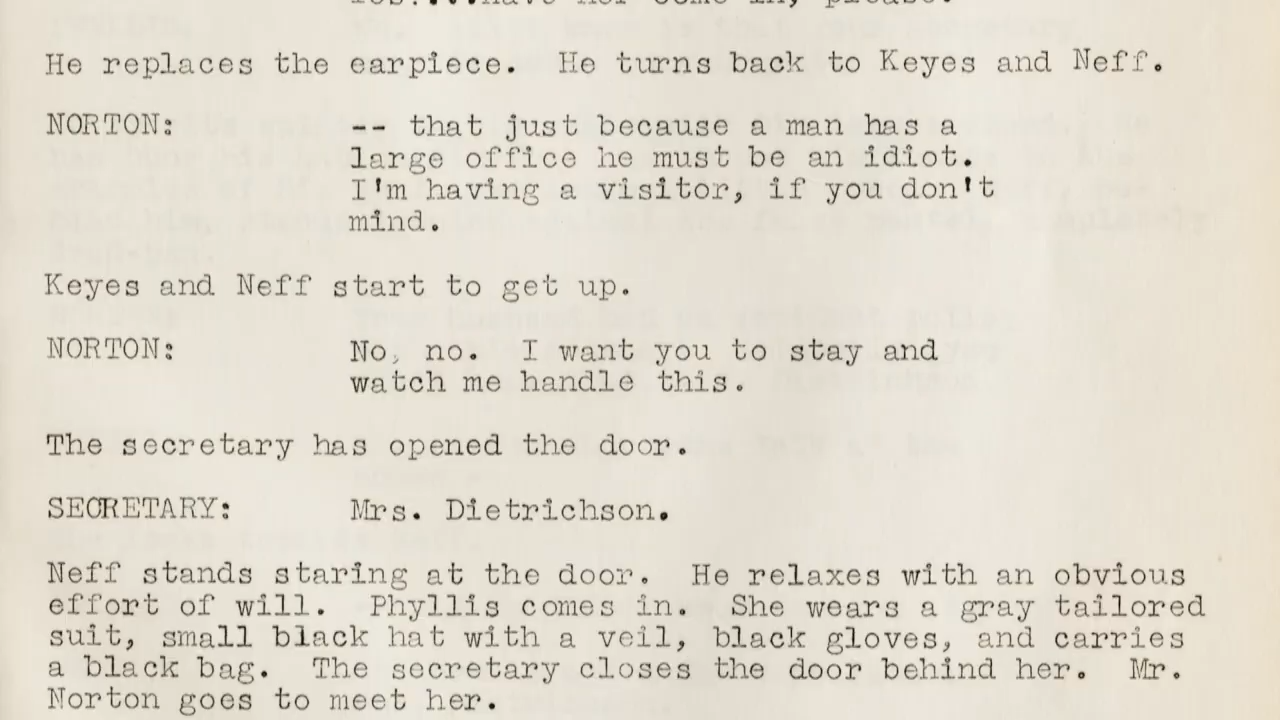 He replaces the earpiece. He turns back to Keyes and Neff.
NORTON: -- that just because a man has a
large office he must be an idiot.
I'm having a visitor, if you don't
mind.
Keyes and Neff start to get up.
NORTON: No, no. I want you to stay and
watch me handle this.
The secretary has opened the door.
SECRETARY: Mrs. Dietrichson.
Neff stands staring at the door. He relaxes with an obvious
effort of will. Phyllis comes in. She wears a gray tailored
suit, small black hat with a veil, black gloves, and carries
a black bag. The secretary closes the door behind her. Mr.
Norton goes to meet her.